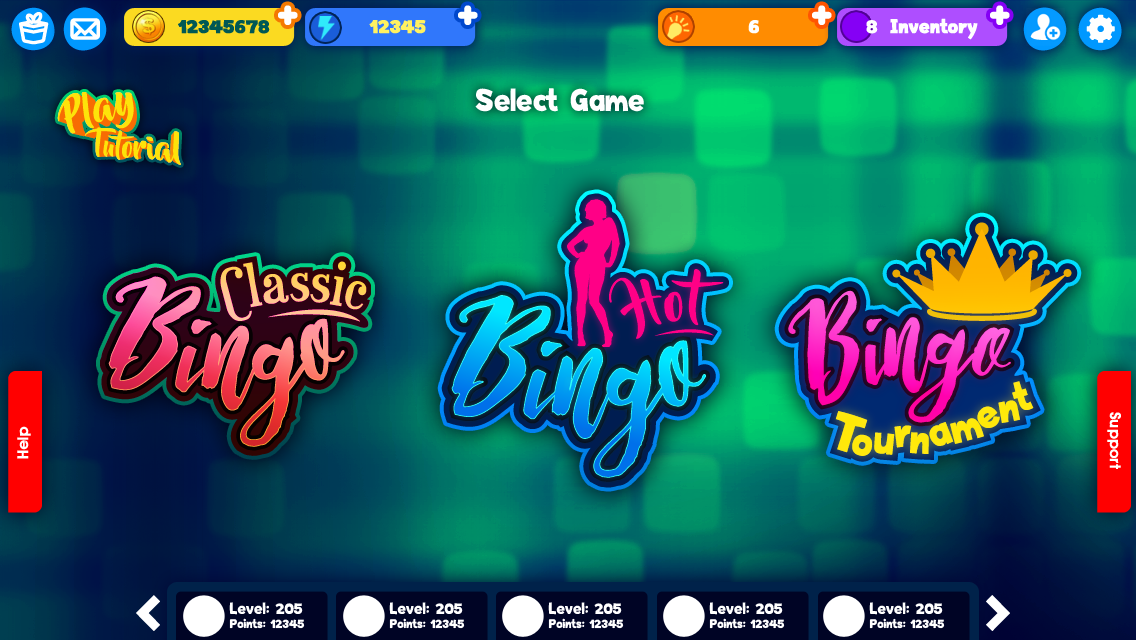 12345678
12345
6
8 Inventory
Select Game
Play
Tutorial
Classic
Bingo
Hot
Bingo
Bingo
Tournament
Help
Support
Level: 205
Points: 12345
Level: 205
Points: 12345
Level: 205
Points: 12345
Level: 205
Points: 12345
Level: 205
Points: 12345